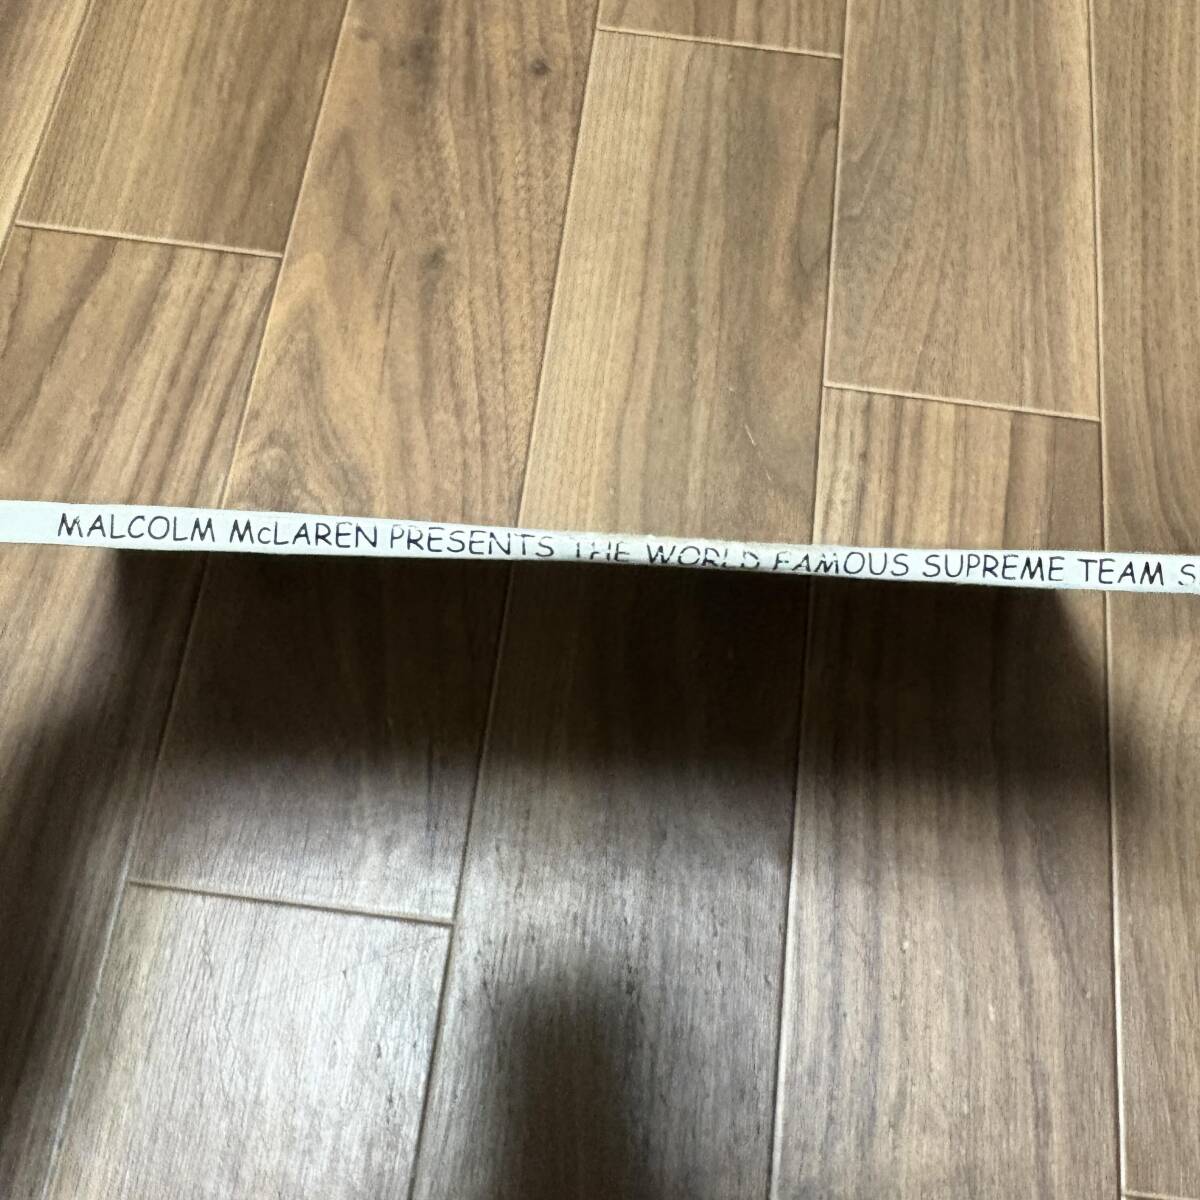 MALCOLM McLAREN PRESENTS THE WORLD FAMOUS SUPREME TEAM S